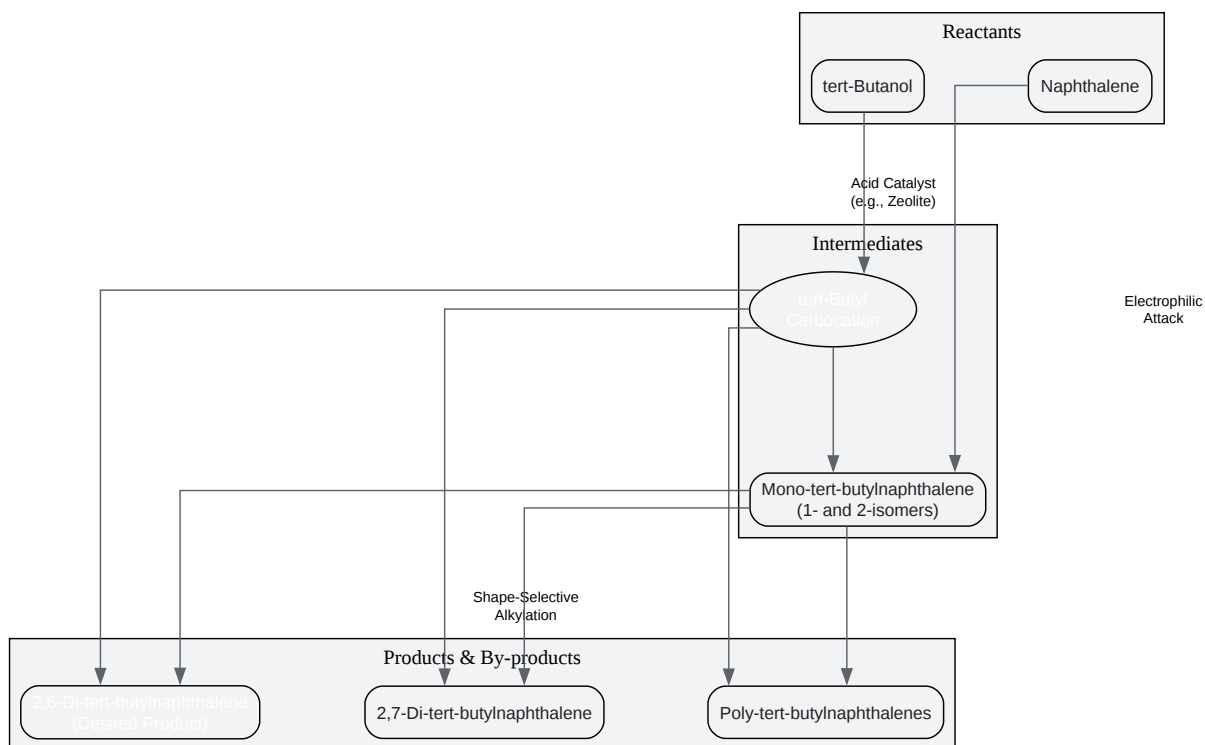 Reactants
tert-Butanol
Naphthalene
Acid Catalyst
(e.g., Zeolite)
Intermediates
tert-Butyl
Carbocation
Electrophilic
Attack
Mono-tert-butylnaphthalene
(1- and 2-isomers)
Shape-Selective
Alkylation
Products & By-products
2,6-Di-tert-butylnaphthalene
(Desired Product)
2,7-Di-tert-butylnaphthalene
Poly-tert-butylnaphthalenes